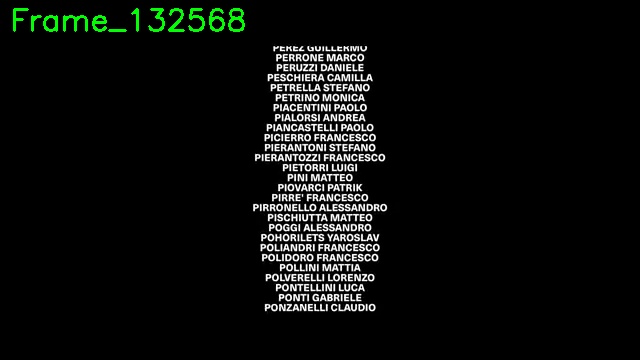 Frame_132568
PEREZ GUILLERMO
PERRONE MARCO
PERUZZI DANIELE
PESCHIERA CAMILLA
PETRELLA STEFANO
PETRINO MONICA
PIACENTINI PAOLO
PIALORSI ANDREA
PIANCASTELLI PAOLO
PICIERRO FRANCESCO
PIERANTONI STEFANO
PIERANTOZZI FRANCESCO
PIETORRI LUIGI
PINI MATTEO
PIOVARCI PATRIK
PIRRE' FRANCESCO
PIRRONELLO ALESSANDRO
PISCHIUTTA MATTEO
POGGI ALESSANDRO
POHORILETS YAROSLAV
POLIANDRI FRANCESCO
POLIDORO FRANCESCO
POLLINI MATTIA
POLVERELLI LORENZO
PONTELLINI LUCA
PONTI GABRIELE
PONZANELLI CLAUDIO